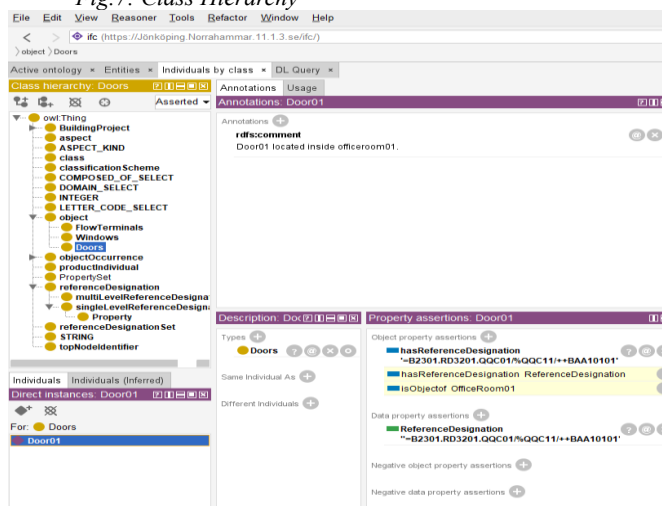 Fig.7: Class Hierarchy
File Edit View Reasoner Tools Refactor Window Help
< > ifc (https://Jönköping.Norrahammar.11.1.3.se/ifc/)
object Doors
Active ontology × Entities × Individuals by class × DL Query ×
Class hierarchy: Doors
Asserted
owl:Thing
BuildingProject
aspect
ASPECT_KIND
class
classificationScheme
COMPOSED_OF_SELECT
DOMAIN_SELECT
INTEGER
LETTER_CODE_SELECT
object
FlowTerminals
Windows
Doors
objectOccurrence
productIndividual
PropertySet
referenceDesignation
multiLevelReferenceDesigna
singleLevelReferenceDesign
Property
referenceDesignationSet
STRING
topNodeIdentifier
Individuals Individuals (Inferred)
Direct instances: Door01
For: Doors
Door01
Annotations Usage
Annotations: Door01
Annotations
rdfs:comment
Door01 located inside officeroom01.
Description: Doo
Types
Doors
Same Individual As
Different Individuals
Property assertions: Door01
Object property assertions
hasReferenceDesignation
'=B2301.RD3201.QQC01/%QQC11/++BAA10101'
hasReferenceDesignation ReferenceDesignation
isObjectof OfficeRoom01
Data property assertions
ReferenceDesignation
"=B2301.RD3201.QQC01/%QQC11/++BAA10101'
Negative object property assertions
Negative data property assertions